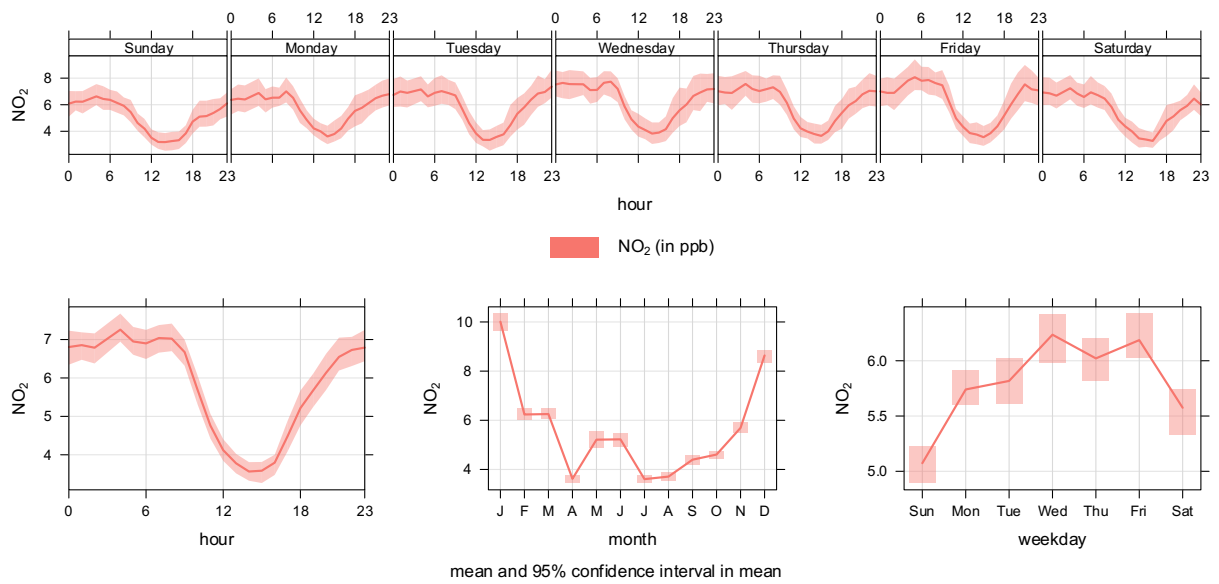 0 6 12 18 23 0 6 12 18 23 0 6 12 18 23
Sunday Monday Tuesday Wednesday Thursday Friday Saturday
NO₂
8
6
4
0 6 12 18 23 0 6 12 18 23 0 6 12 18 23 0 6 12 18 23
hour
NO₂ (in ppb)
NO₂
7
6
5
4
0 6 12 18 23
hour
NO₂
10
8
6
4
J F M A M J J A S O N D
month
NO₂
6.0
5.5
5.0
Sun Mon Tue Wed Thu Fri Sat
weekday
mean and 95% confidence interval in mean